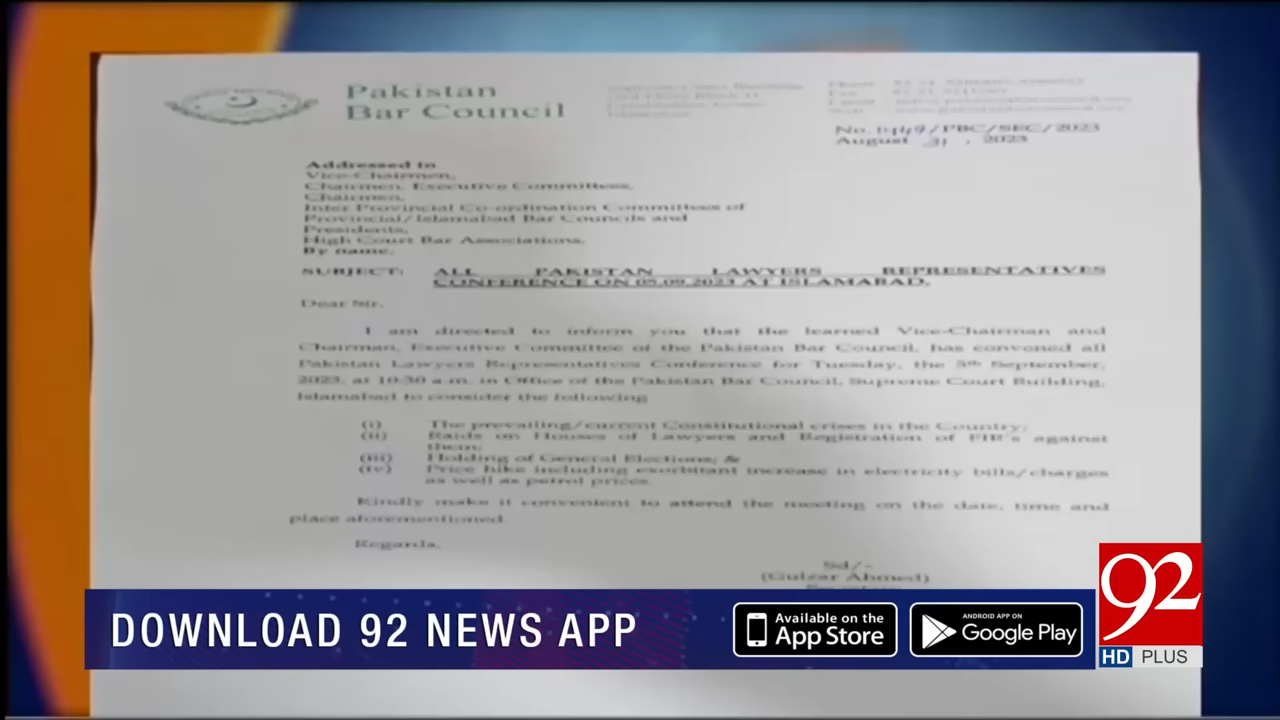 Pakistan
Bar Council
/PBC/SEC/2023
August 31, 2023
Addressed to
Vice-Chairmen,
Chairmen, Executive Committees,
Chairmen,
Inter Provincial Co-ordination Committees of
Provincial/Islamabad Bar Councils and
Presidents,
High Court Bar Associations,
By name.
SUBJECT: ALL PAKISTAN LAWYERS REPRESENTATIVES
CONFERENCE ON 05.09.2023 AT ISLAMABAD.
Dear Sir,
I am directed to inform you that the learned Vice-Chairman and
Chairman, Executive Committee of the Pakistan Bar Council, has convened all
Pakistan Lawyers Representatives Conference for Tuesday, the 5th September,
2023, at 10:30 a.m. in Office of the Pakistan Bar Council, Supreme Court Building,
Islamabad to consider the following
(i) The prevailing/current Constitutional crises in the Country;
(ii) Raids on Houses of Lawyers and Registration of FIR's against
them;
(iii) Holding of General Elections; &
(iv) Price hike including exorbitant increase in electricity bills/charges
as well as petrol prices.
Kindly make it convenient to attend the meeting on the date, time and
place aforementioned
Regards,
Sd/-
(Gulzar Ahmed)
DOWNLOAD 92 NEWS APP
Available on the
App Store
ANDROID APP ON
Google Play
92
HD PLUS